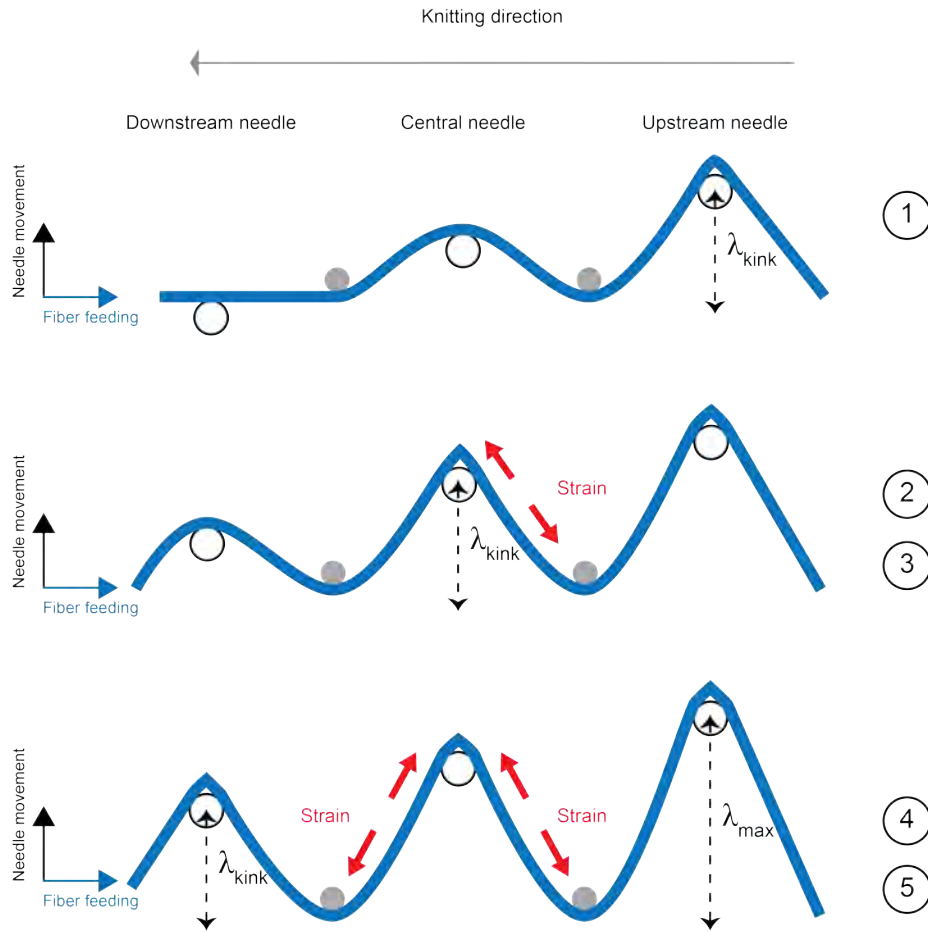 Knitting direction
Downstream needle
Central needle
Upstream needle
Needle movement
Fiber feeding
λkink
1
Needle movement
Fiber feeding
λkink
Strain
2
3
Needle movement
Fiber feeding
λkink
Strain
Strain
λmax
4
5